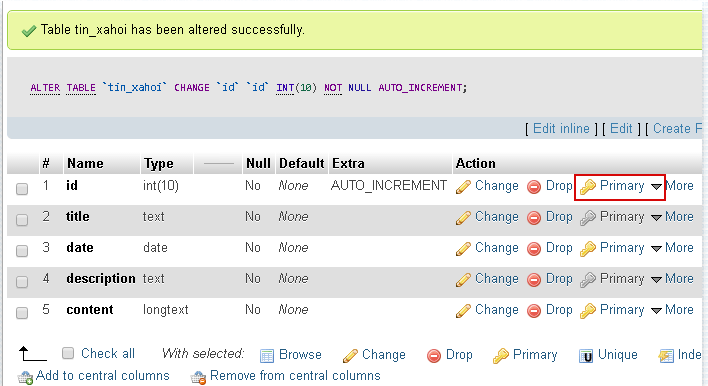 Table tin_xahoi has been altered successfully.
ALTER TABLE `tin_xahoi` CHANGE `id` `id` INT(10) NOT NULL AUTO_INCREMENT;
[ Edit inline ] [ Edit ] [ Create P
# Name Type Null Default Extra Action
1 id int(10) No None AUTO_INCREMENT Change Drop Primary More
2 title text No None Change Drop Primary More
3 date date No None Change Drop Primary More
4 description text No None Change Drop Primary More
5 content longtext No None Change Drop Primary More
Check all With selected: Browse Change Drop Primary U Unique Inde
Add to central columns Remove from central columns